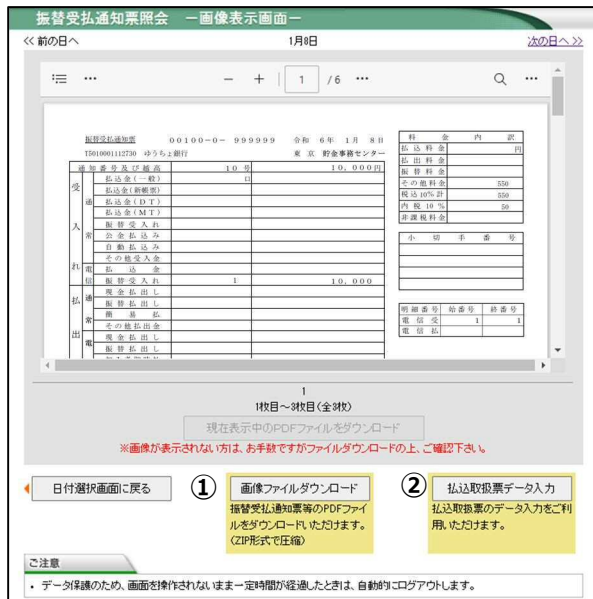 振替受払通知票照会　－画像表示画面－
<< 前の日へ　1月8日　次の日へ >>
1 / 6
振替受払通知票　00100-0- 999999　令和 6年 1月 8日
T5010001112730 ゆうちょ銀行　東 京 貯金事務センター
通知番号及び越高　10 号　10,000円
受入れ
通常
払込金(一般)　口
払込金(新帳票)
払込金(DT)
払込金(MT)
振替受入れ
公金払込み
自動払込み
その他受入金
電信
払込金
振替受入れ　1　10,000
払出
通常
現金払出し
振替払出し
簡易払
その他払出金
電
現金払出し
振替払出し
料金内訳
払込料金　円
払出料金
振替料金
その他料金　550
税込10%計　550
内税10%　50
非課税料金
小切手番号
明細番号　始番号　終番号
電信受　1　1
電信払
1
1枚目～3枚目(全3枚)
現在表示中のPDFファイルをダウンロード
※画像が表示されない方は、お手数ですがファイルダウンロードの上、ご確認下さい。
日付選択画面に戻る
① 画像ファイルダウンロード
振替受払通知票等のPDFファイ
ルをダウンロードいただけます。
(ZIP形式で圧縮)
② 払込取扱票データ入力
払込取扱票のデータ入力をご利
用いただけます。
ご注意
・ データ保護のため、画面を操作されないまま一定時間が経過したときは、自動的にログアウトします。